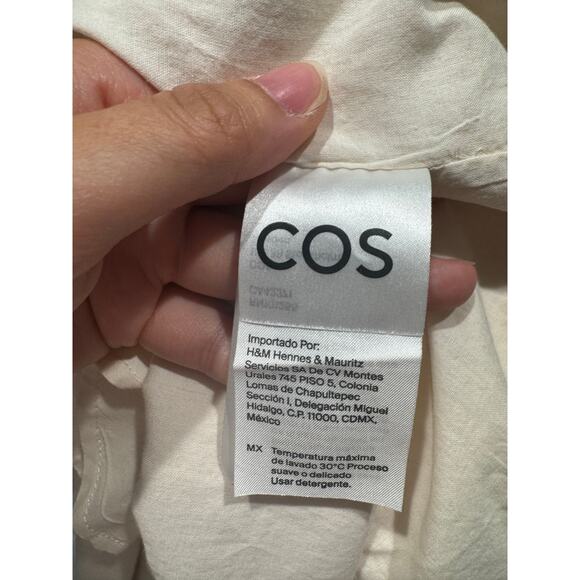 COS
Importado Por:
H&M Hennes & Mauritz
Servicios SA De CV Montes
Urales 745 PISO 5, Colonia
Lomas de Chapultepec
Sección I, Delegación Miguel
Hidalgo, C.P. 11000, CDMX,
México
MX Temperatura máxima
de lavado 30°C Proceso
suave o delicado
Usar detergente.